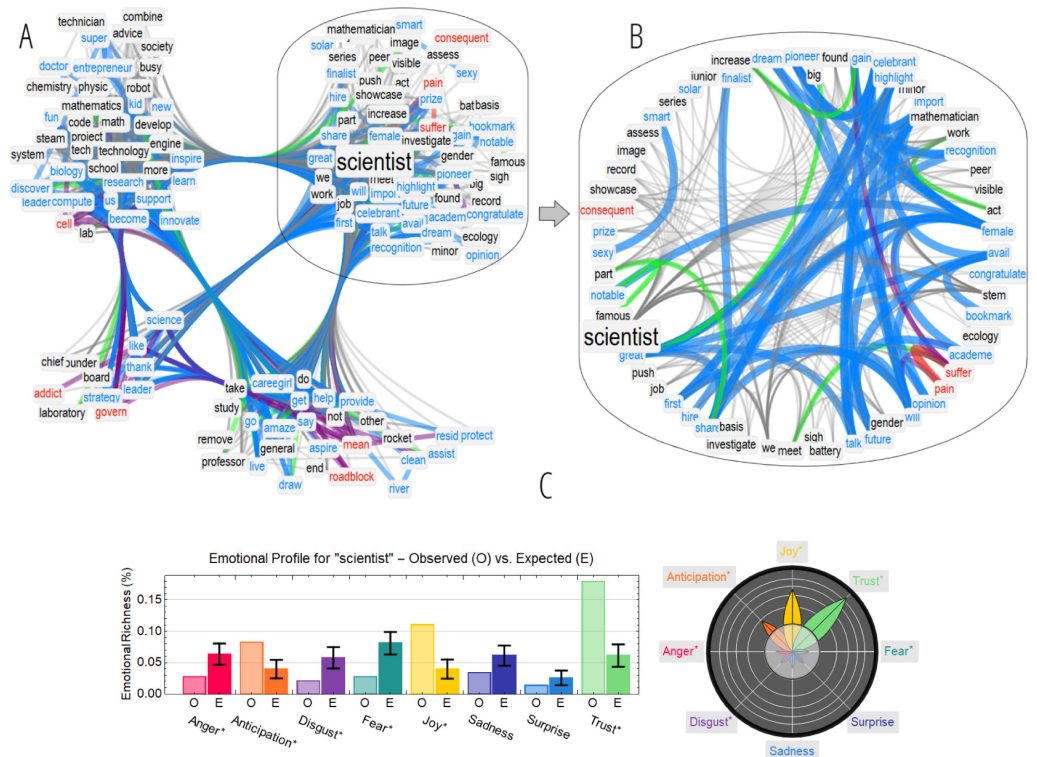 A
technician
combine
super
advice
society
doctor
entrepreneur
busy
chemistry
physic
robot
mathematics
kid
new
fun
code
math
develop
steam
project
engine
system
tech
technology
inspire
biology
school
more
discover
research
learn
leader
compute
us
support
become
innovate
cell
lab
mathematician
smart
solar
image
consequent
series
peer
visible
assess
finalist
push
act
pain
sexy
hire
showcase
prize
part
increase
bat
basis
share
female
suffer
gain
bookmark
investigate
notable
great
scientist
gender
famous
we
meet
pioneer
sigh
work
will
impor
highlight
big
job
future
found
record
first
celebrant
academ
congratulate
talk
avail
dream
ecology
recognition
minor
opinion
science
like
chief
ounder
thank
board
addict
strategy
leader
laboratory
govern
take
careegirl
do
get
help
provide
study
go
amaze
say
not
other
remove
general
aspire
mean
rocket
resid
protect
professor
live
end
roadblock
clean
assist
draw
river
B
increase
dream
pioneer
found
gain
celebrant
junior
finalist
big
highlight
minor
solar
import
series
mathematician
smart
work
assess
recognition
image
peer
record
visible
showcase
act
consequent
female
prize
avail
sexy
congratulate
part
stem
notable
bookmark
famous
scientist
ecology
great
academe
push
suffer
job
pain
first
opinion
hire
will
share
basis
gender
future
investigate
we
meet
sigh
battery
talk
C
Emotional Profile for "scientist" – Observed (O) vs. Expected (E)
Emotional Richness (%)
0.15
0.10
0.05
0.00
O E O E O E O E O E O E O E O E
Anger* Anticipation* Disgust* Fear* Joy* Sadness Surprise Trust*
Joy*
Anticipation*
Trust*
Anger*
Fear*
Disgust*
Surprise
Sadness